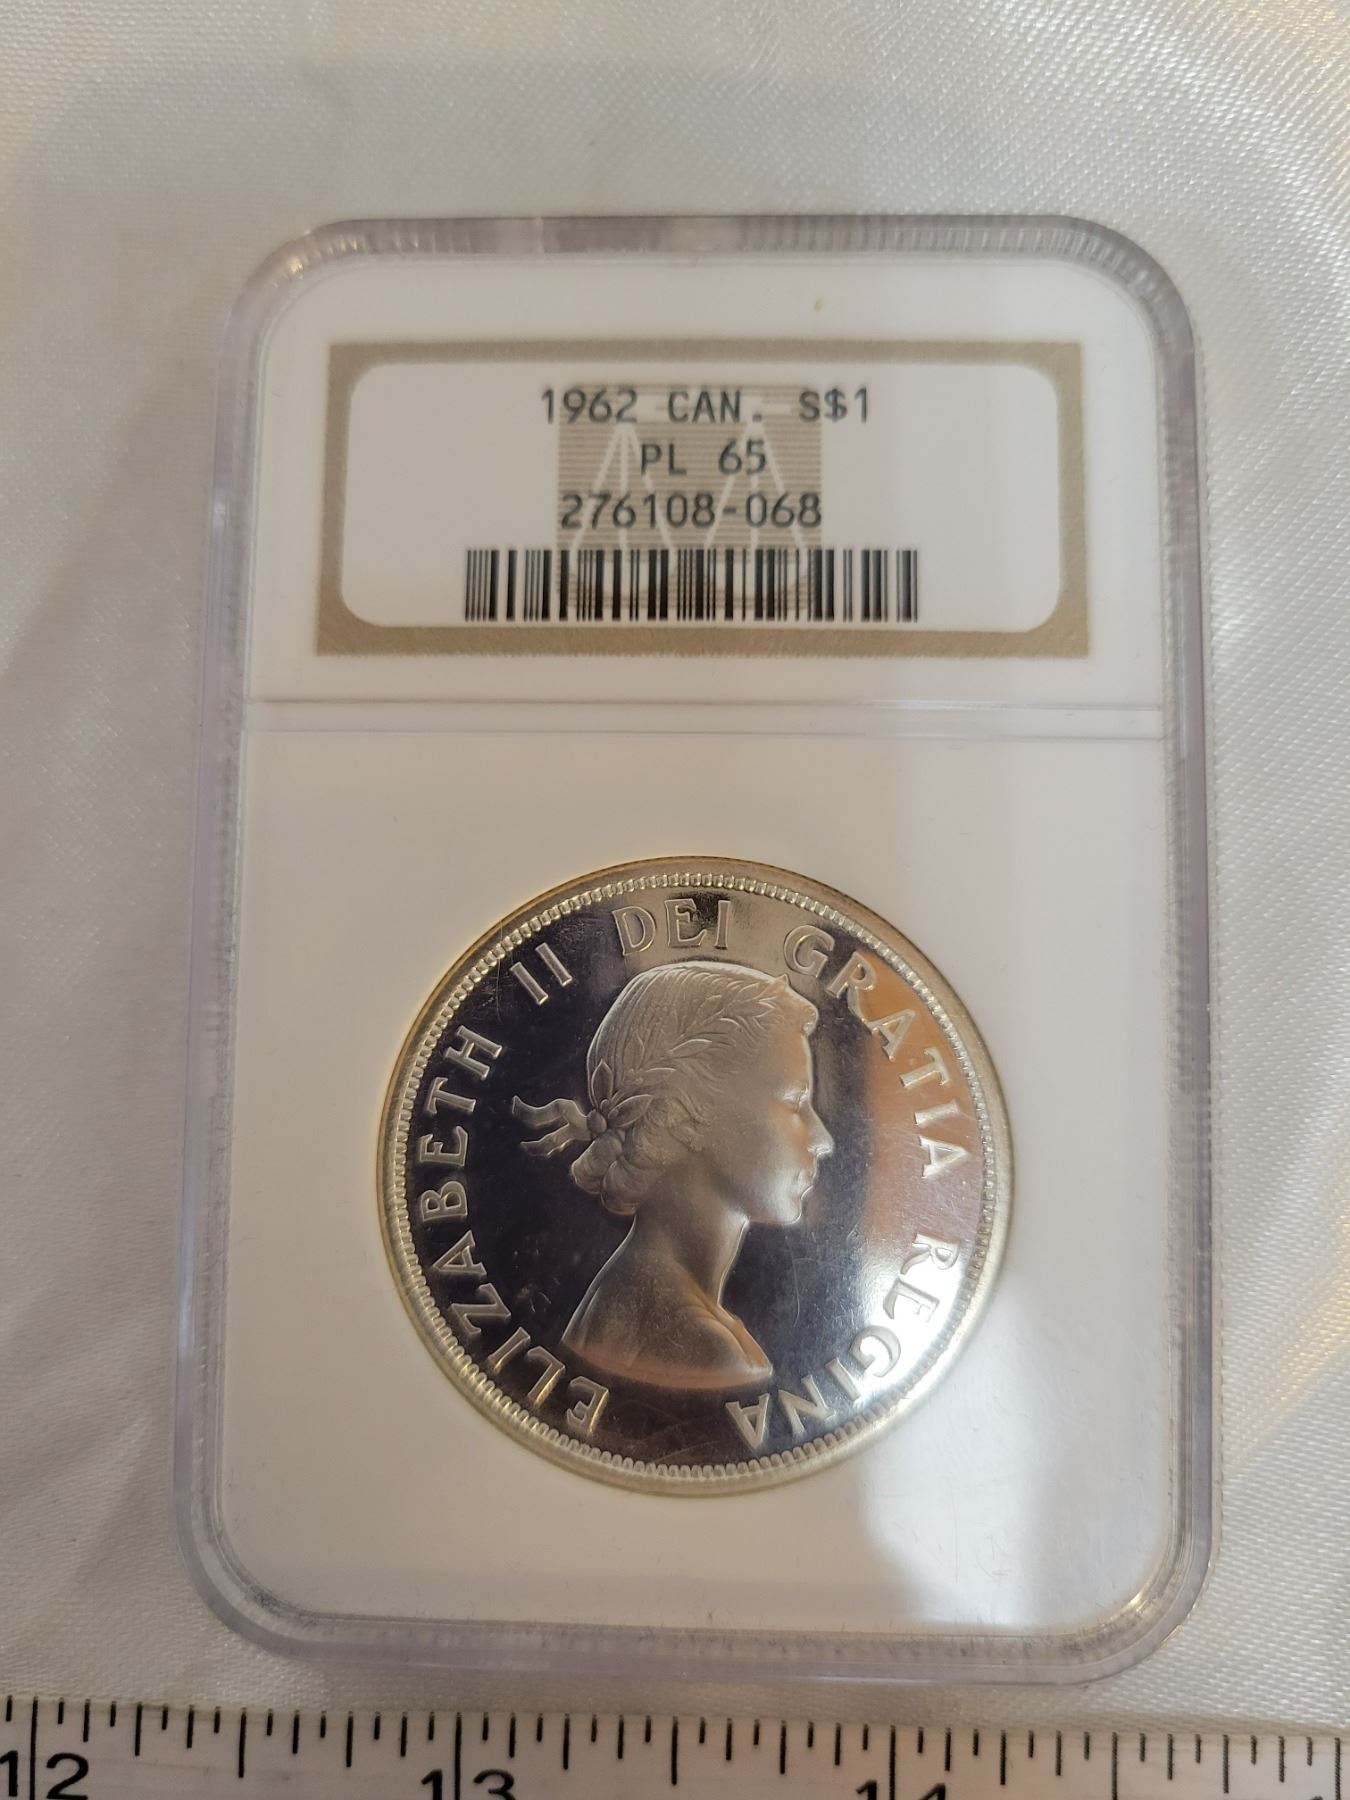 1962 CAN. S$1
PL 65
276108-068
ELIZABETH II DEI GRATIA REGINA
12 13 14